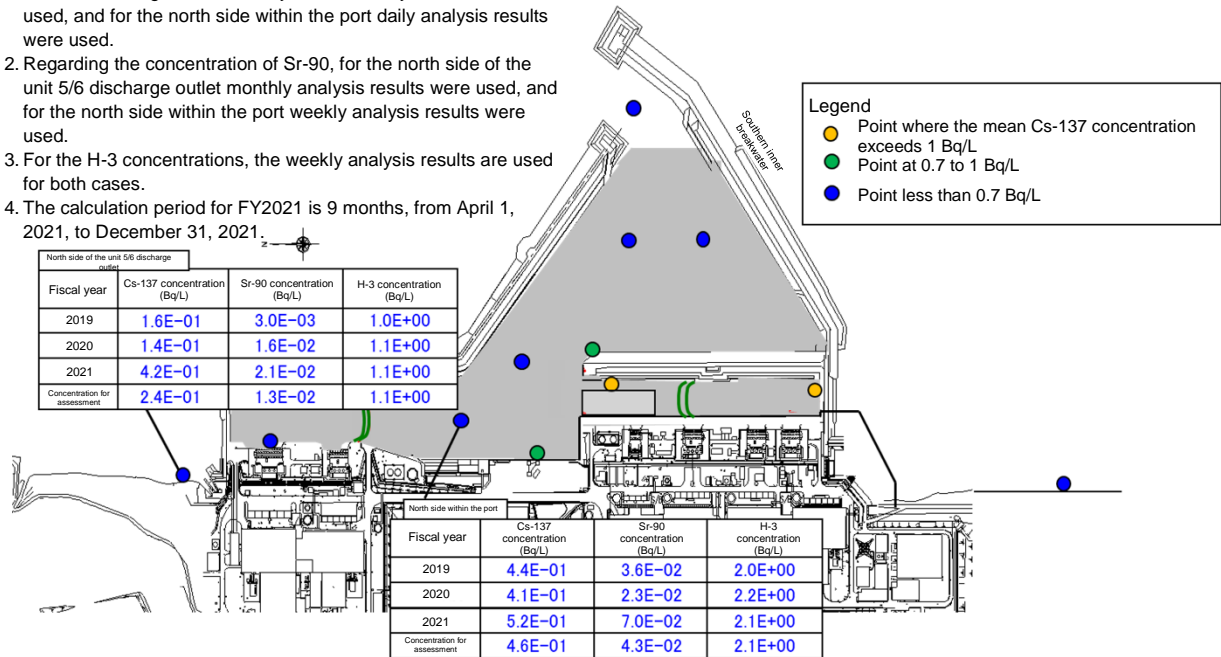 used, and for the north side within the port daily analysis results
were used.
2. Regarding the concentration of Sr-90, for the north side of the
unit 5/6 discharge outlet monthly analysis results were used, and
for the north side within the port weekly analysis results were
used.
3. For the H-3 concentrations, the weekly analysis results are used
for both cases.
4. The calculation period for FY2021 is 9 months, from April 1,
2021, to December 31, 2021.
Southern inner
breakwater
Legend
Point where the mean Cs-137 concentration
exceeds 1 Bq/L
Point at 0.7 to 1 Bq/L
Point less than 0.7 Bq/L
North side of the unit 5/6 discharge
outlet
Fiscal year Cs-137 concentration (Bq/L) Sr-90 concentration (Bq/L) H-3 concentration (Bq/L)
2019 1.6E-01 3.0E-03 1.0E+00
2020 1.4E-01 1.6E-02 1.1E+00
2021 4.2E-01 2.1E-02 1.1E+00
Concentration for assessment 2.4E-01 1.3E-02 1.1E+00
North side within the port
Fiscal year Cs-137 concentration (Bq/L) Sr-90 concentration (Bq/L) H-3 concentration (Bq/L)
2019 4.4E-01 3.6E-02 2.0E+00
2020 4.1E-01 2.3E-02 2.2E+00
2021 5.2E-01 7.0E-02 2.1E+00
Concentration for assessment 4.6E-01 4.3E-02 2.1E+00